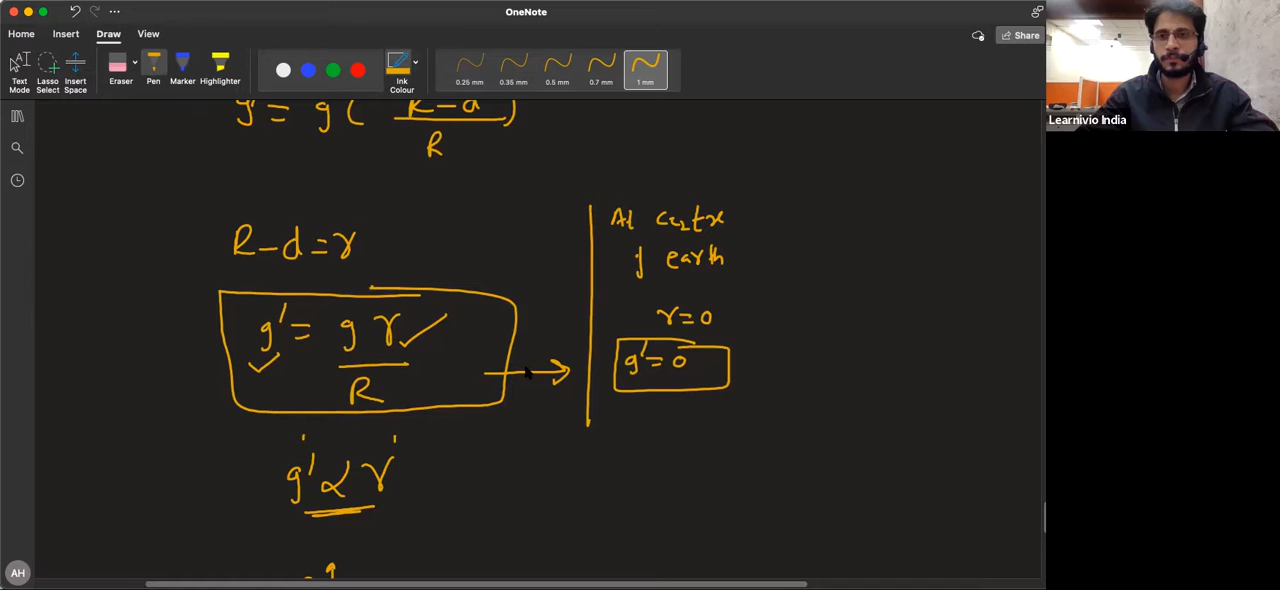 OneNote
Home Insert Draw View
Share
Text Mode
Lasso Select
Insert Space
Eraser
Pen
Marker
Highlighter
Ink Colour
0.25 mm
0.35 mm
0.5 mm
0.7 mm
1 mm
Learnivio India
g' = g ( R-d / R )
R-d=r
g' = g r / R
g' ∝ r
At
of earth
r=0
g'=0
AH